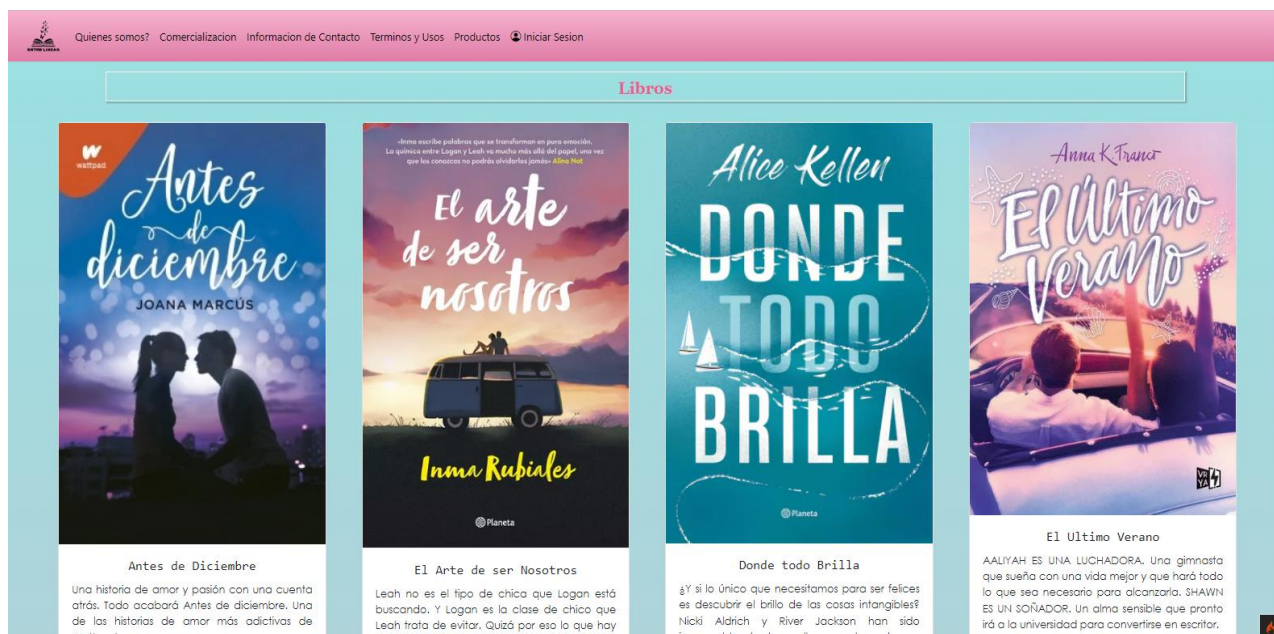 ENTRE LINEAS
Quienes somos? Comercializacion Informacion de Contacto Terminos y Usos Productos Iniciar Sesion
Libros
wattpad
Antes
de
diciembre
JOANA MARCÚS
Antes de Diciembre
Una historia de amor y pasión con una cuenta
atrás. Todo acabará Antes de diciembre. Una
de las historias de amor más adictivas de
«Inma escribe palabras que se transforman en pura emoción.
La química entre Logan y Leah va mucho más allá del papel, una vez
que los conozcas no podrás olvidarlos jamás» Alina Not
El arte
de ser
nosotros
Inma Rubiales
Planeta
El Arte de ser Nosotros
Leah no es el tipo de chica que Logan está
buscando. Y Logan es la clase de chico que
Leah trata de evitar. Quizá por eso lo que hay
Alice Kellen
DONDE
TODO
BRILLA
Planeta
Donde todo Brilla
¿Y si lo único que necesitamos para ser felices
es descubrir el brillo de las cosas intangibles?
Nicki Aldrich y River Jackson han sido
Anna K. Franco
El Último
Verano
VR
YA
El Ultimo Verano
AALIYAH ES UNA LUCHADORA. Una gimnasta
que sueña con una vida mejor y que hará todo
lo que sea necesario para alcanzarla. SHAWN
ES UN SOÑADOR. Un alma sensible que pronto
irá a la universidad para convertirse en escritor.